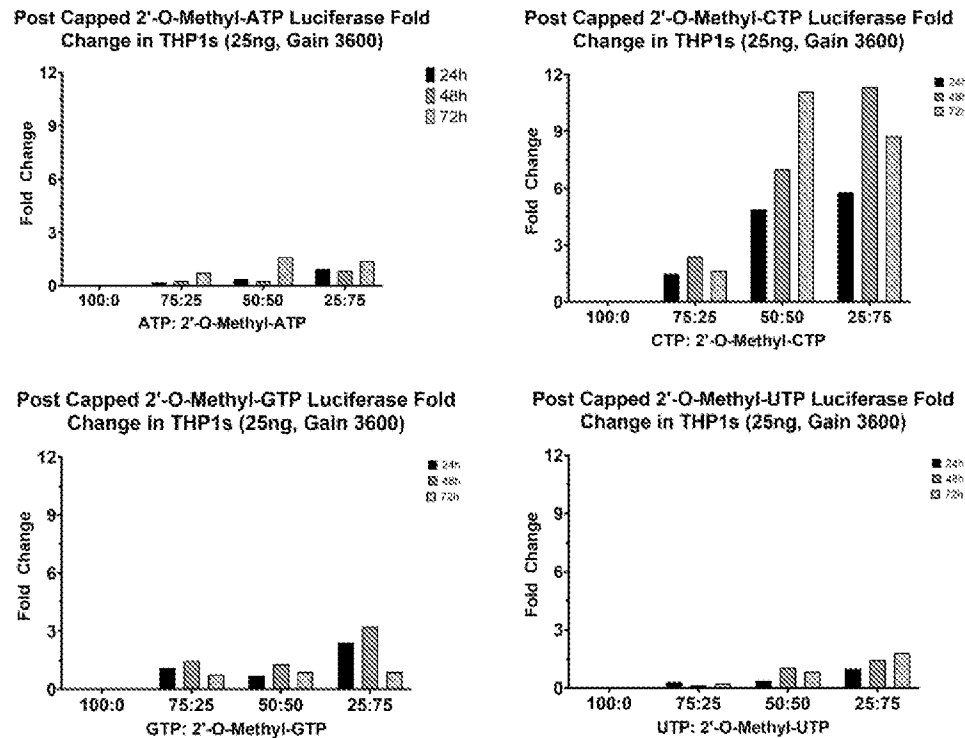 Post Capped 2'-O-Methyl-ATP Luciferase Fold
Change in THP1s (25ng, Gain 3600)
24h
48h
72h
12
9
6
3
0
Fold Change
100:0 75:25 50:50 25:75
ATP: 2'-O-Methyl-ATP
Post Capped 2'-O-Methyl-CTP Luciferase Fold
Change in THP1s (25ng, Gain 3600)
24h
48h
72h
12
9
6
3
0
Fold Change
100:0 75:25 50:50 25:75
CTP: 2'-O-Methyl-CTP
Post Capped 2'-O-Methyl-GTP Luciferase Fold
Change in THP1s (25ng, Gain 3600)
24h
48h
72h
12
9
6
3
0
Fold Change
100:0 75:25 50:50 25:75
GTP: 2'-O-Methyl-GTP
Post Capped 2'-O-Methyl-UTP Luciferase Fold
Change in THP1s (25ng, Gain 3600)
24h
48h
72h
12
9
6
3
0
Fold Change
100:0 75:25 50:50 25:75
UTP: 2'-O-Methyl-UTP